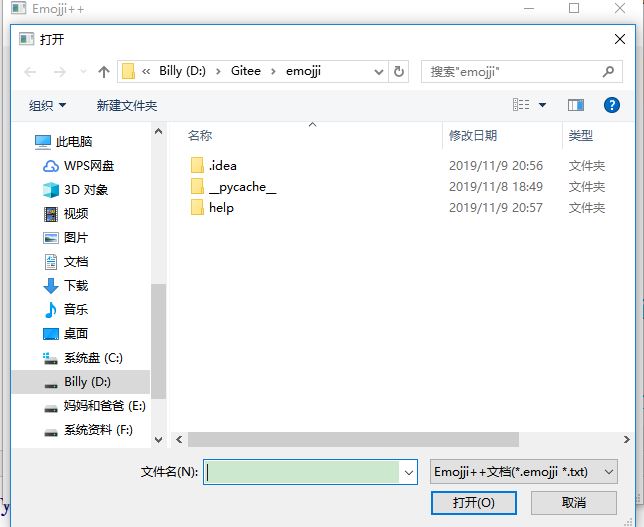 Emojji++
打开
« Billy (D:) › Gitee › emojji
搜索"emojji"
组织 新建文件夹
名称 修改日期 类型
.idea 2019/11/9 20:56 文件夹
__pycache__ 2019/11/8 18:49 文件夹
help 2019/11/9 20:57 文件夹
此电脑
WPS网盘
3D 对象
视频
图片
文档
下载
音乐
桌面
系统盘 (C:)
Billy (D:)
妈妈和爸爸 (E:)
系统资料 (F:)
文件名(N):
Emojji++文档(*.emojji *.txt)
打开(O) 取消
y